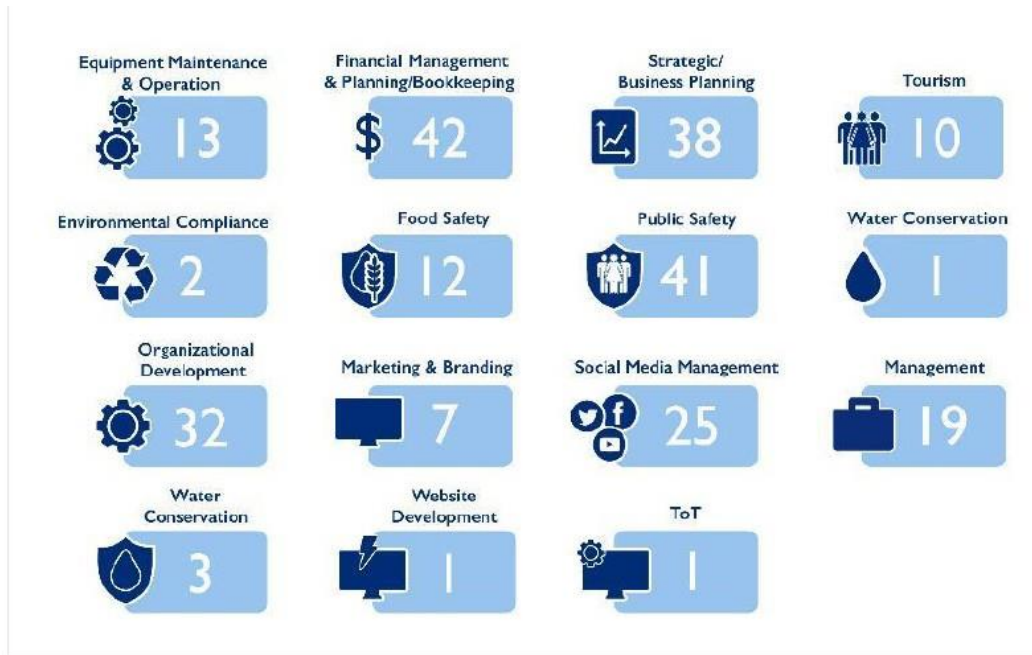 Equipment Maintenance
& Operation
13
Financial Management
& Planning/Bookkeeping
42
Strategic/
Business Planning
38
Tourism
10
Environmental Compliance
2
Food Safety
12
Public Safety
41
Water Conservation
1
Organizational
Development
32
Marketing & Branding
7
Social Media Management
25
Management
19
Water
Conservation
3
Website
Development
1
ToT
1